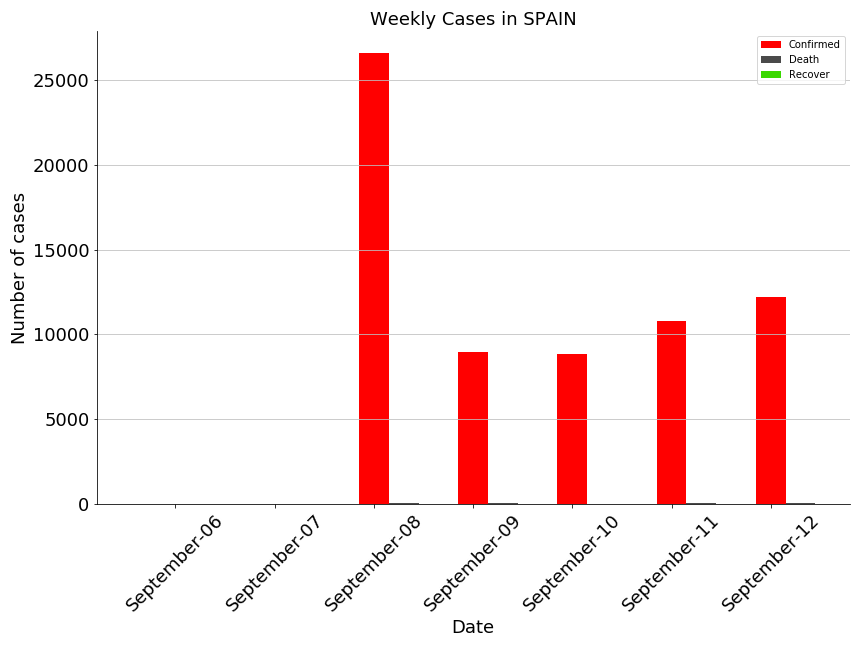 Weekly Cases in SPAIN
Confirmed
Death
Recover
Number of cases
25000
20000
15000
10000
5000
0
September-06
September-07
September-08
September-09
September-10
September-11
September-12
Date